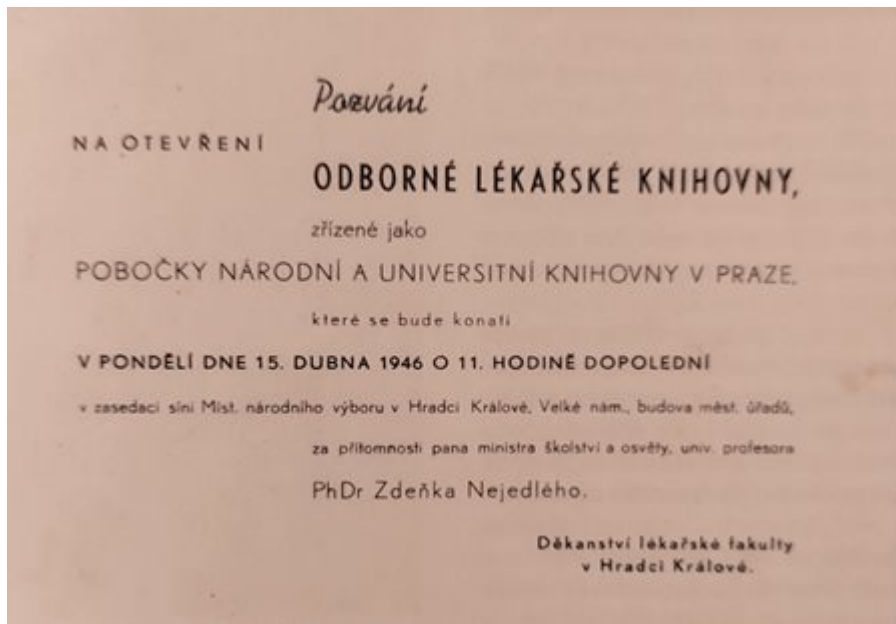 Pozvání
NA OTEVŘENÍ
ODBORNÉ LÉKAŘSKÉ KNIHOVNY,
zřízené jako
POBOČKY NÁRODNÍ A UNIVERSITNÍ KNIHOVNY V PRAZE,
které se bude konati
V PONDĚLÍ DNE 15. DUBNA 1946 O 11. HODINĚ DOPOLEDNÍ
v zasedací síni Míst. národního výboru v Hradci Králové, Velké nám., budova měst. úřadů,
za přítomnosti pana ministra školství a osvěty, univ. profesora
PhDr Zdeňka Nejedlého.
Děkanství lékařské fakulty
v Hradci Králové.